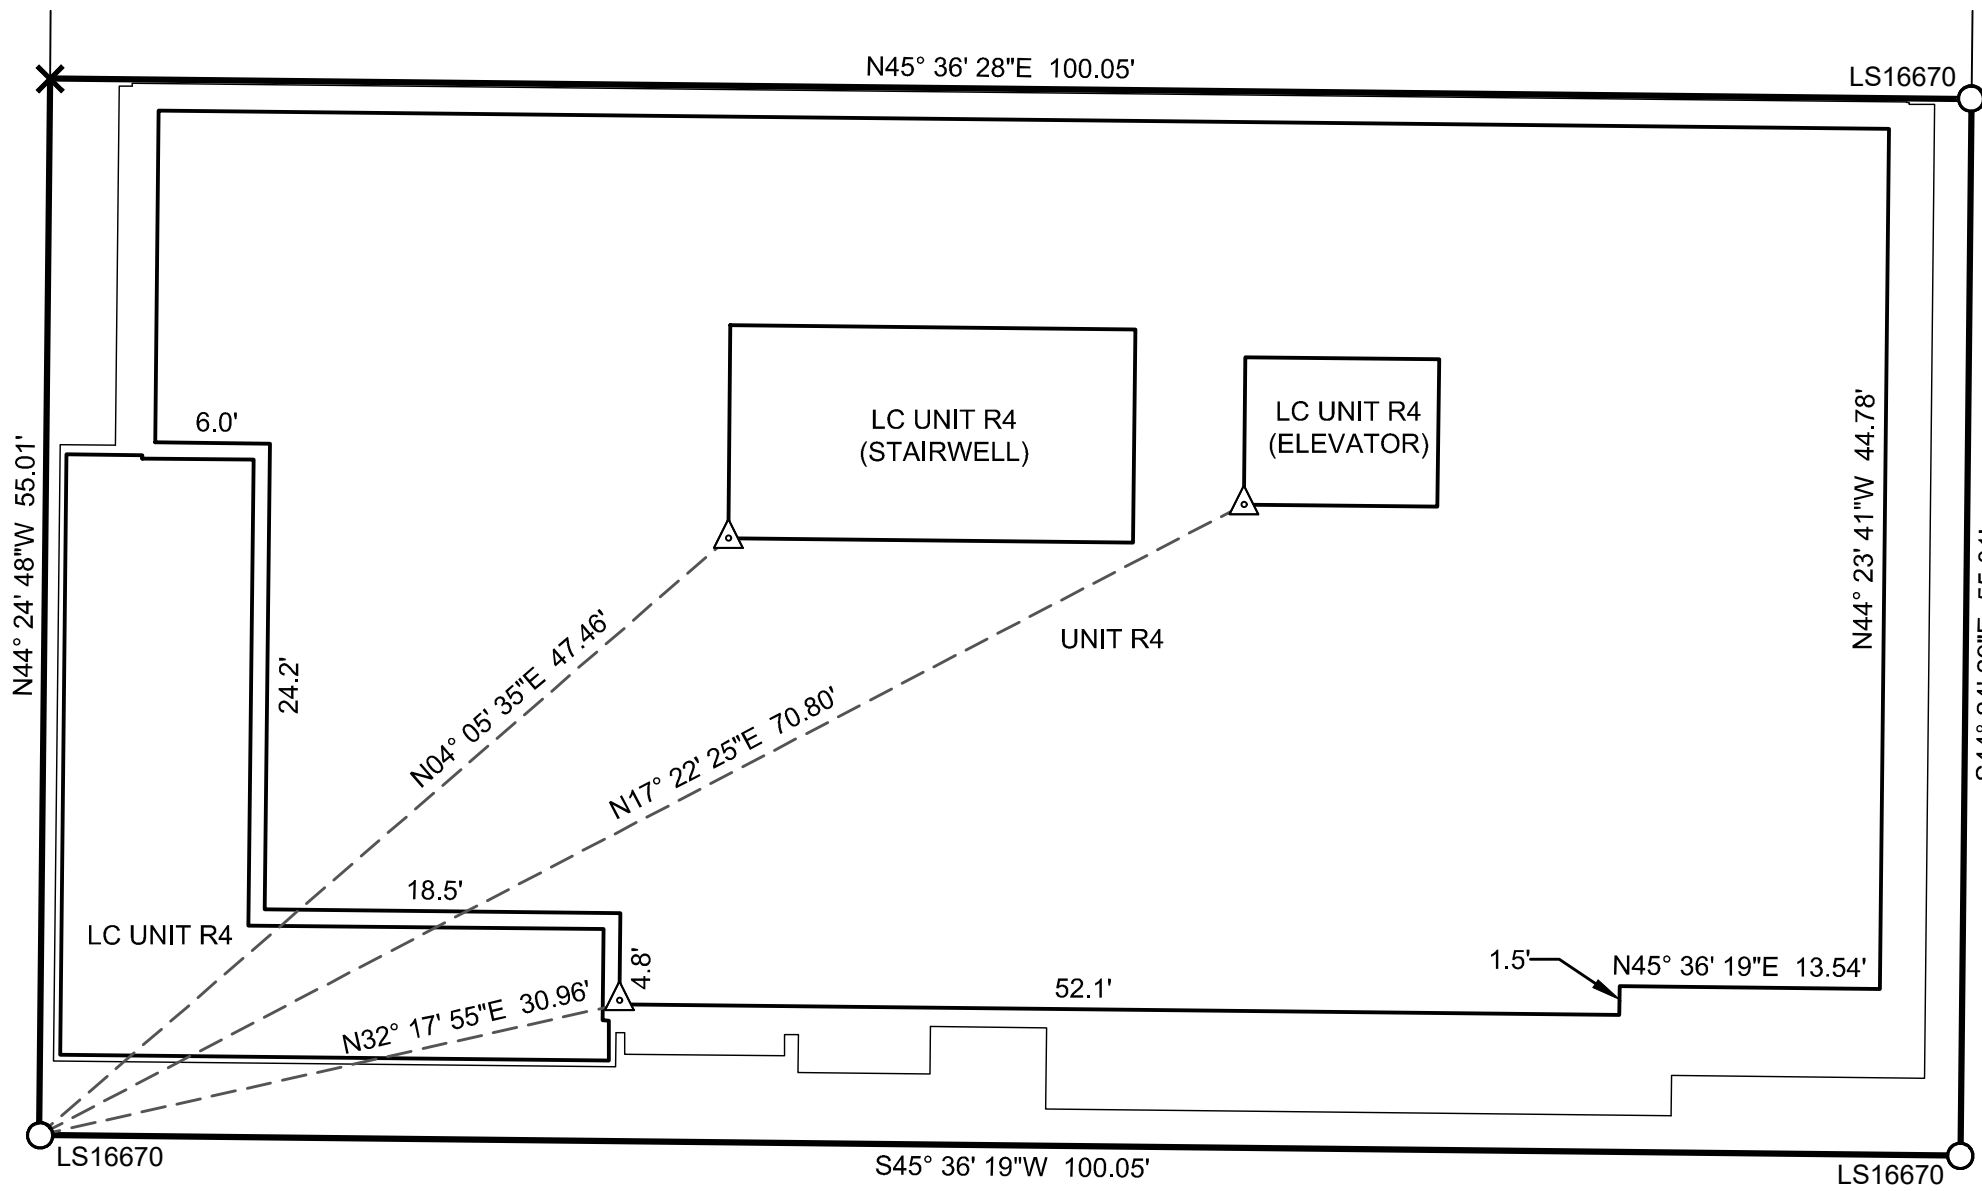 N45° 36' 28"E 100.05'
LS16670
N44° 24' 48"W 55.01'
6.0'
LC UNIT R4
(STAIRWELL)
LC UNIT R4
(ELEVATOR)
N44° 23' 41"W 44.78'
24.2'
N04° 05' 35"E 47.46'
N17° 22' 25"E 70.80'
UNIT R4
18.5'
LC UNIT R4
4.8'
N32° 17' 55"E 30.96'
52.1'
1.5'
N45° 36' 19"E 13.54'
LS16670
S45° 36' 19"W 100.05'
LS16670